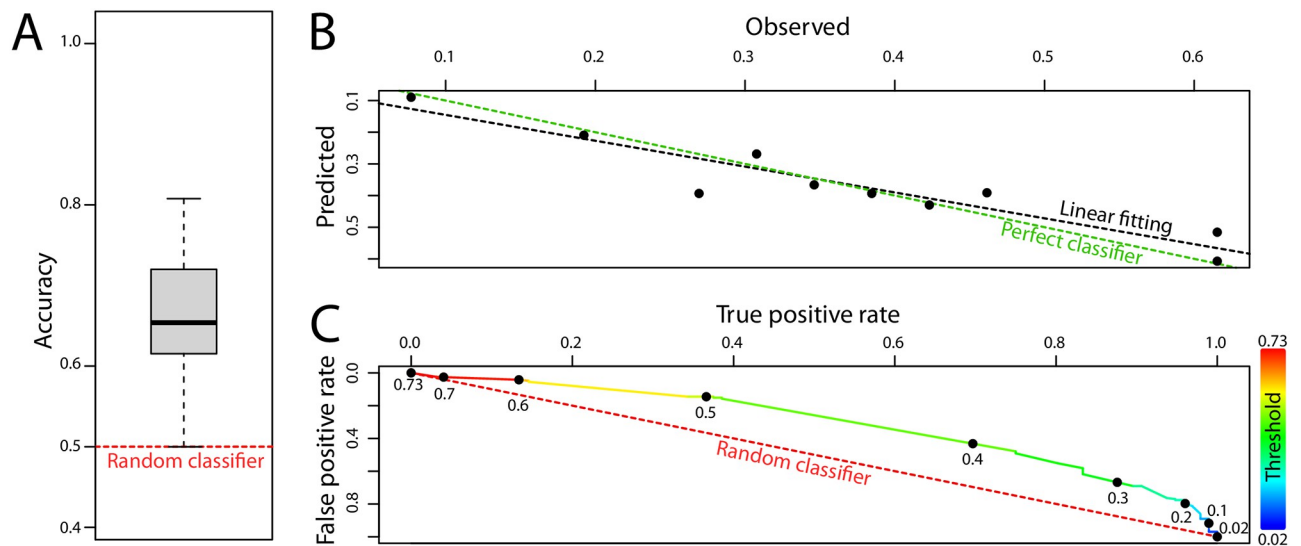 A
1.0
0.8
0.6
0.5
0.4
Accuracy
Random classifier
B
Observed
0.1 0.2 0.3 0.4 0.5 0.6
Predicted
0.1
0.3
0.5
Linear fitting
Perfect classifier
C
True positive rate
0.0 0.2 0.4 0.6 0.8 1.0
False positive rate
0.0
0.4
0.8
0.73
0.7
0.6
0.5
0.4
0.3
0.2
0.1
0.02
Random classifier
0.73
Threshold
0.02